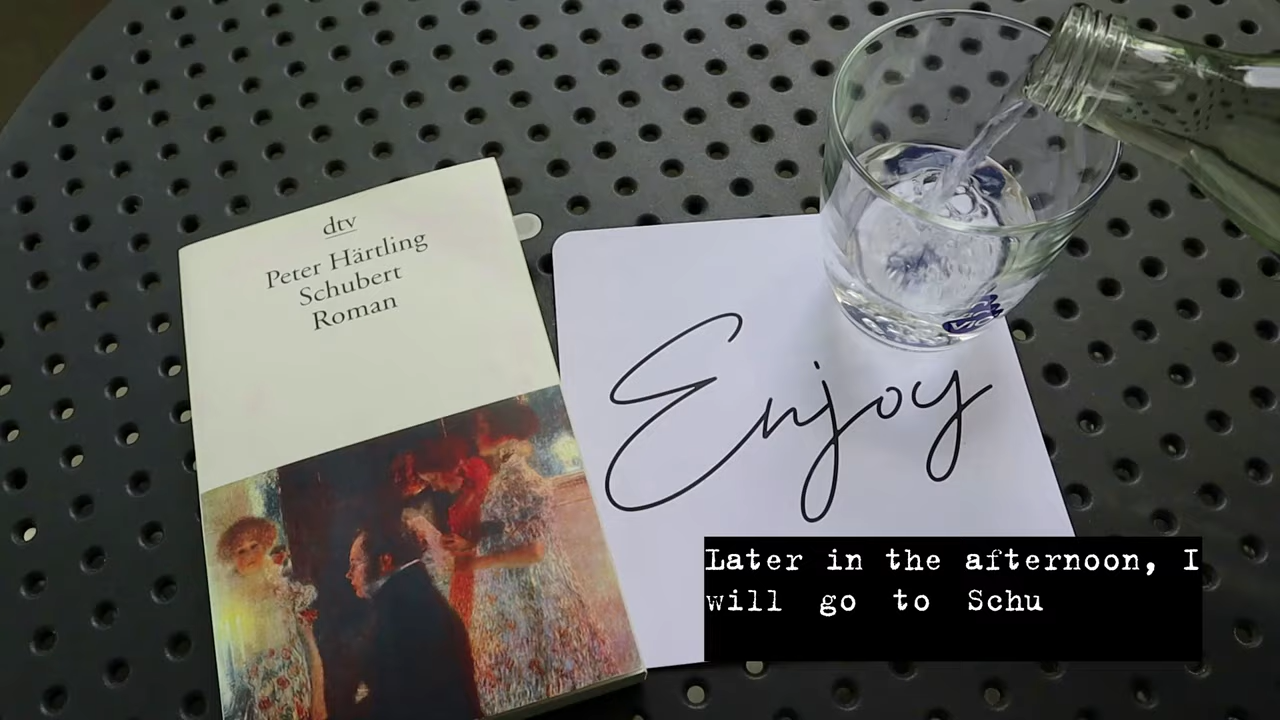 dtv
Peter Härtling
Schubert
Roman
Enjoy
Later in the afternoon, I
will go to Schu